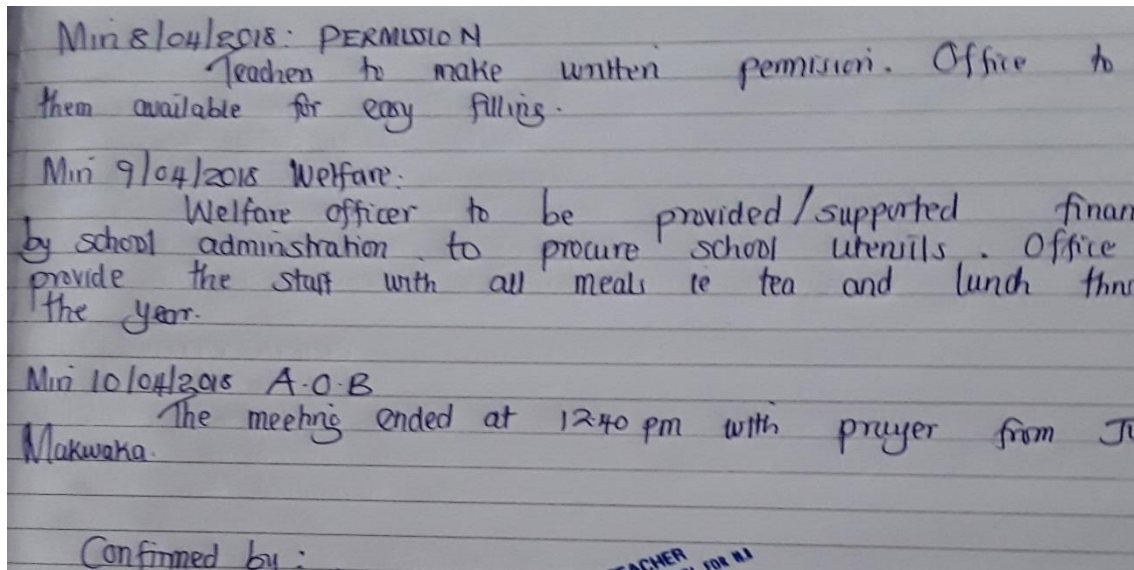 Min 8/04/2018: PERMISSION
Teachers to make written permission. Office to
them available for easy filling.
Min 9/04/2018 Welfare:
Welfare officer to be provided/supported finan
by school adminstration to procure school utensils. Office
provide the staff with all meals ie tea and lunch thro
the year.
Min 10/04/2018 A.O.B
The meeting ended at 12:40 pm with prayer from
Makwaka.
Confirmed by:
TEACHER
FOR